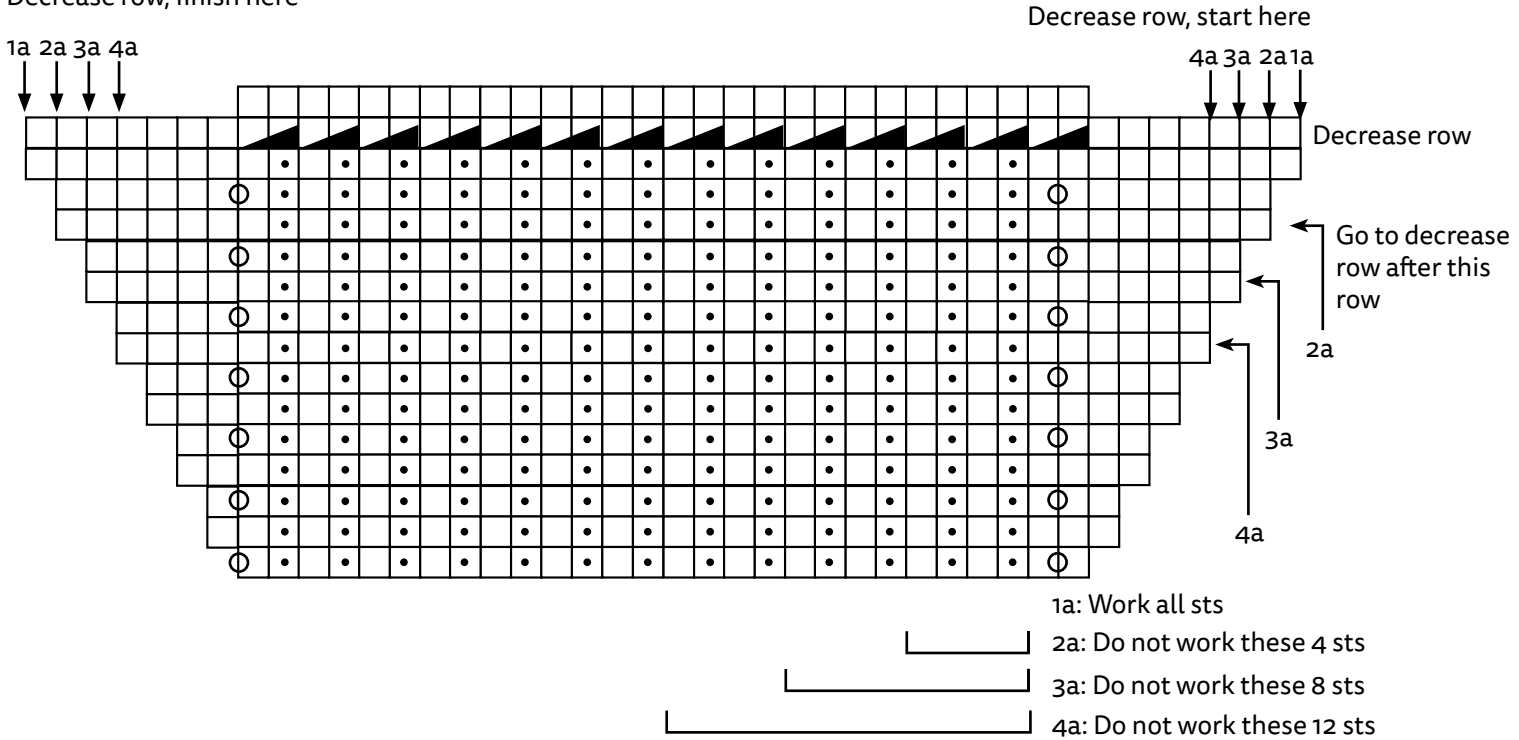 Decrease row, finish here
Decrease row, start here
1a 2a 3a 4a
4a 3a 2a 1a
Decrease row
Go to decrease
row after this
row
2a
3a
4a
1a: Work all sts
2a: Do not work these 4 sts
3a: Do not work these 8 sts
4a: Do not work these 12 sts